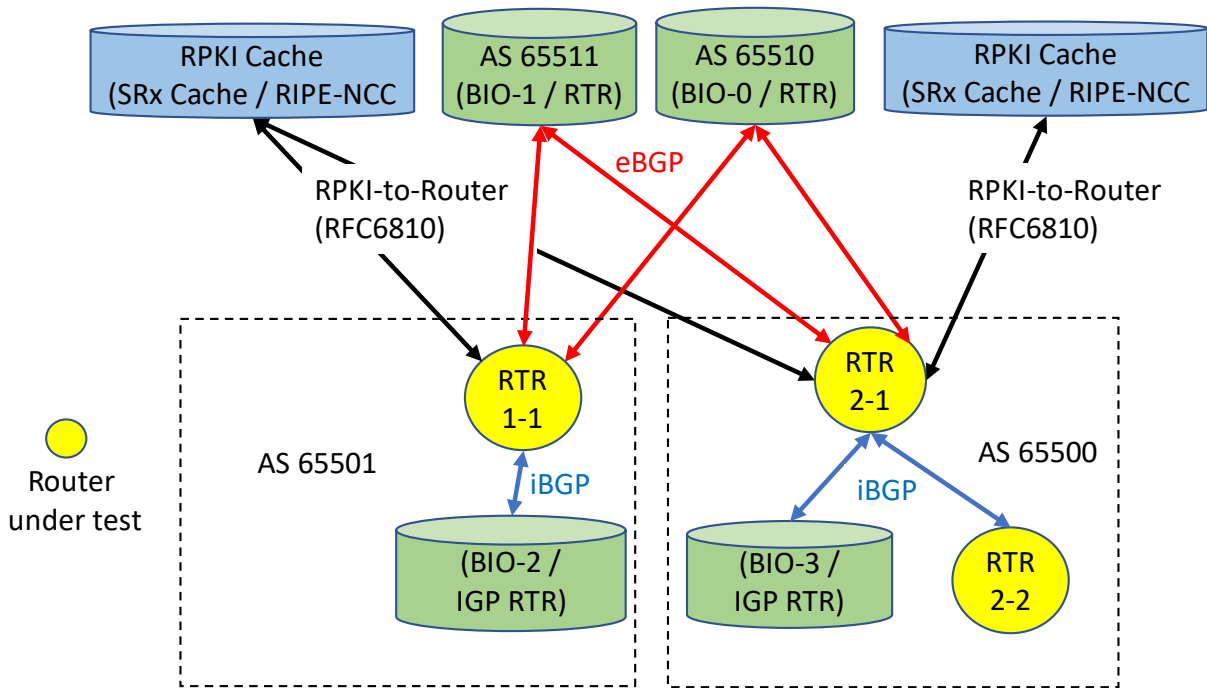 RPKI Cache
(SRx Cache / RIPE-NCC
AS 65511
(BIO-1 / RTR)
AS 65510
(BIO-0 / RTR)
RPKI Cache
(SRx Cache / RIPE-NCC
eBGP
RPKI-to-Router
(RFC6810)
RPKI-to-Router
(RFC6810)
RTR
1-1
RTR
2-1
Router
under test
AS 65501
AS 65500
iBGP
iBGP
(BIO-2 /
IGP RTR)
(BIO-3 /
IGP RTR)
RTR
2-2